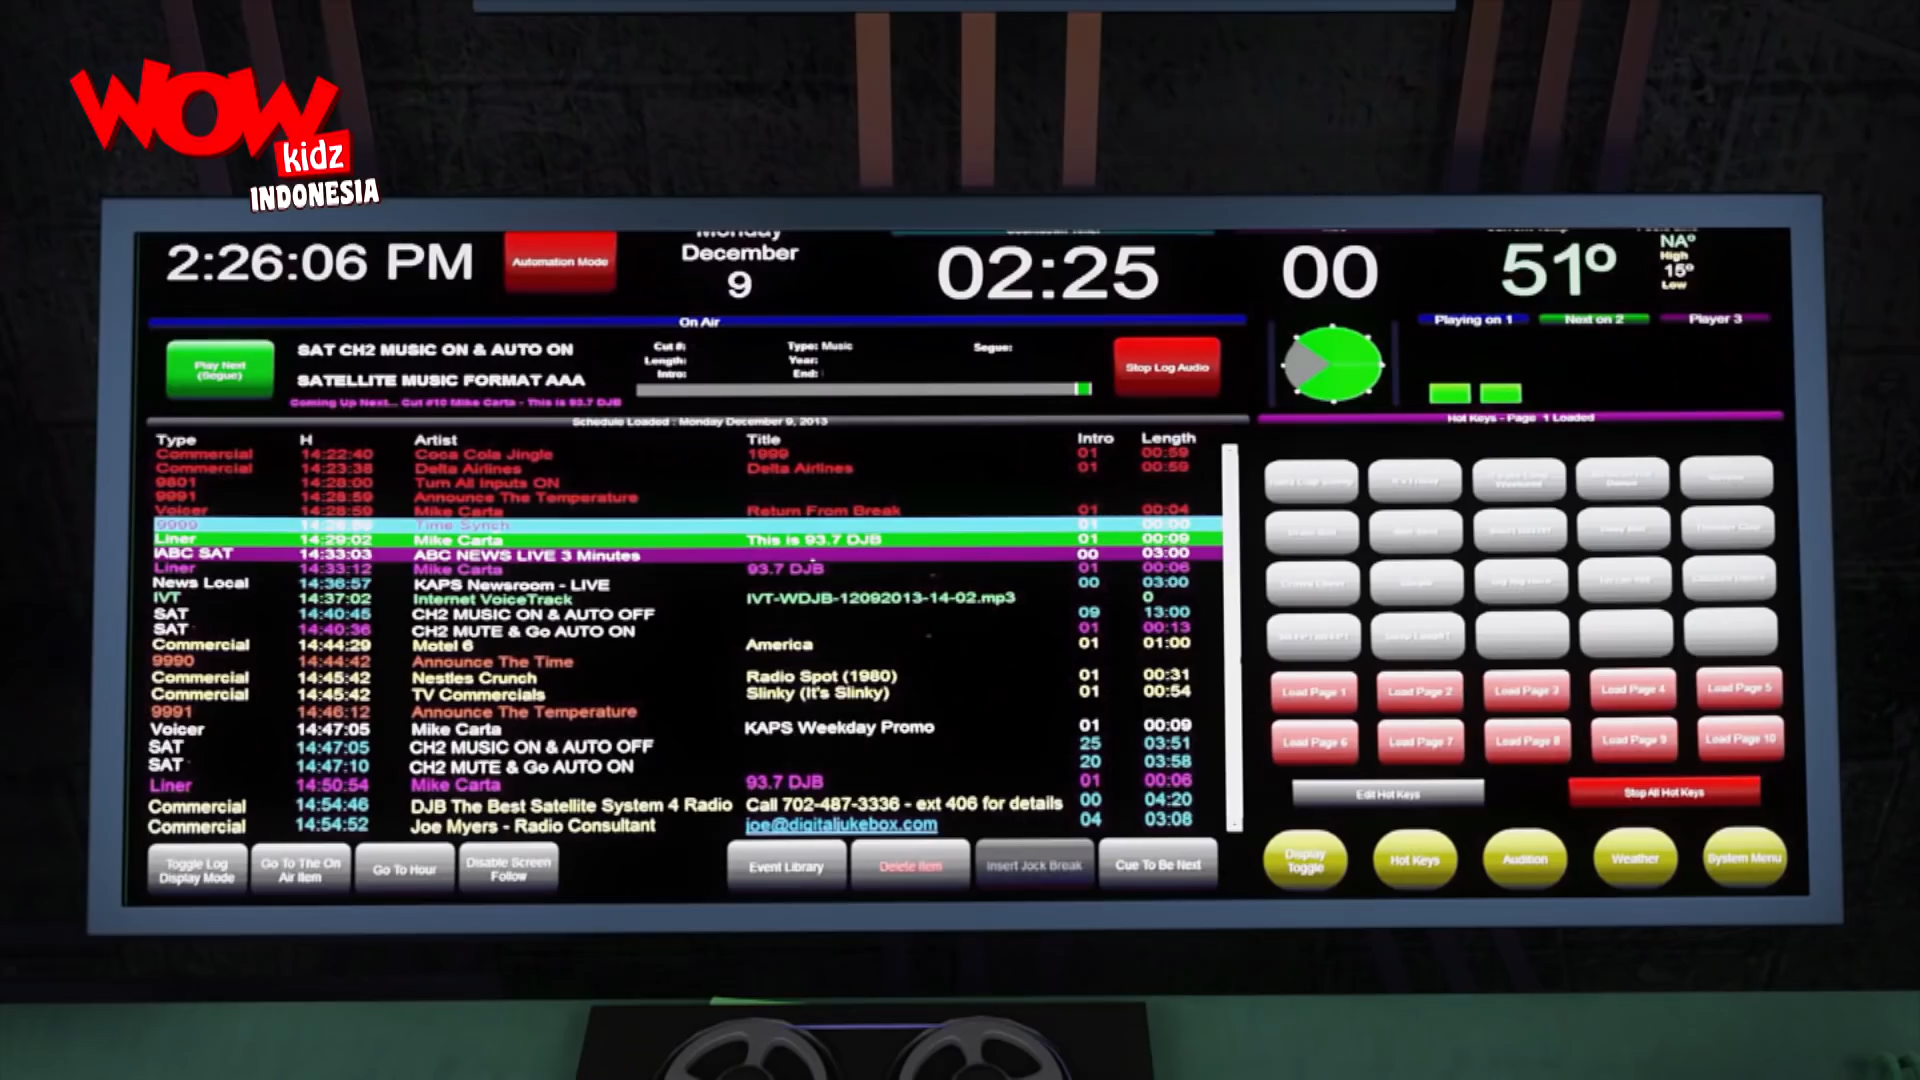 WOW
kidz
INDONESIA
2:26:06 PM
Automation Mode
Monday
December
9
02:25
00
51º
NAº
High
15º
Low
On Air
Playing on 1
Next on 2
Player 3
Play Next
(Segue)
SAT CH2 MUSIC ON & AUTO ON
SATELLITE MUSIC FORMAT AAA
Coming Up Next... Cut #10 Mike Carta - This is 93.7 DJB
Cut #:
Length:
Intro:
Type: Music
Year:
End:
Segue:
Stop Log Audio
Schedule Loaded : Monday December 9, 2013
Hot Keys - Page 1 Loaded
Type H Artist Title Intro Length
Commercial 14:22:40 Coca Cola Jingle 1999 01 00:59
Commercial 14:23:38 Delta Airlines Delta Airlines 01 00:59
9801 14:28:00 Turn All Inputs ON
9991 14:28:59 Announce The Temperature
Voicer 14:28:59 Mike Carta Return From Break 01 00:04
9999 Time Synch 01 00:00
Liner 14:29:02 Mike Carta This is 93.7 DJB 01 00:09
ABC SAT 14:33:03 ABC NEWS LIVE 3 Minutes 00 03:00
Liner 14:33:12 Mike Carta 93.7 DJB 01 00:06
News Local 14:36:57 KAPS Newsroom - LIVE 00 03:00
IVT 14:37:02 Internet VoiceTrack IVT-WDJB-12092013-14-02.mp3 0
SAT 14:40:45 CH2 MUSIC ON & AUTO OFF 09 13:00
SAT 14:40:36 CH2 MUTE & Go AUTO ON 01 00:13
Commercial 14:44:29 Motel 6 America 01 01:00
9990 14:44:42 Announce The Time
Commercial 14:45:42 Nestles Crunch Radio Spot (1980) 01 00:31
Commercial 14:45:42 TV Commercials Slinky (It's Slinky) 01 00:54
9991 14:46:12 Announce The Temperature
Voicer 14:47:05 Mike Carta KAPS Weekday Promo 01 00:09
SAT 14:47:05 CH2 MUSIC ON & AUTO OFF 25 03:51
SAT 14:47:10 CH2 MUTE & Go AUTO ON 20 03:58
Liner 14:50:54 Mike Carta 93.7 DJB 01 00:06
Commercial 14:54:46 DJB The Best Satellite System 4 Radio Call 702-487-3336 - ext 406 for details 00 04:20
Commercial 14:54:52 Joe Myers - Radio Consultant joe@digitaljukebox.com 04 03:08
Load Page 1 Load Page 2 Load Page 3 Load Page 4 Load Page 5
Load Page 6 Load Page 7 Load Page 8 Load Page 9 Load Page 10
Edit Hot Keys
Stop All Hot Keys
Toggle Log
Display Mode
Go To The On
Air Item
Go To Hour
Disable Screen
Follow
Event Library
Delete Item
Insert Jock Break
Cue To Be Next
Display
Toggle
Hot Keys
Audition
Weather
System Menu